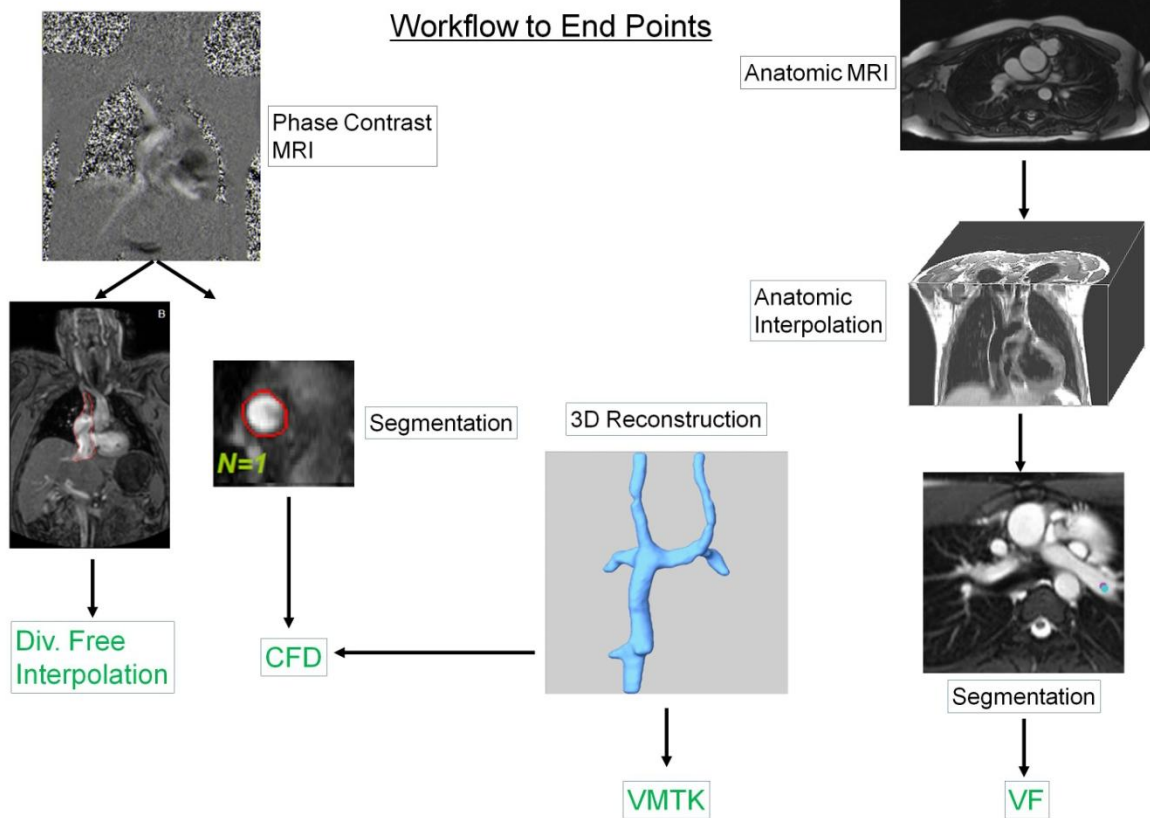 Workflow to End Points
Anatomic MRI
Phase Contrast
MRI
B
Anatomic
Interpolation
Segmentation
3D Reconstruction
N=1
Div. Free
Interpolation
CFD
Segmentation
VMTK
VF